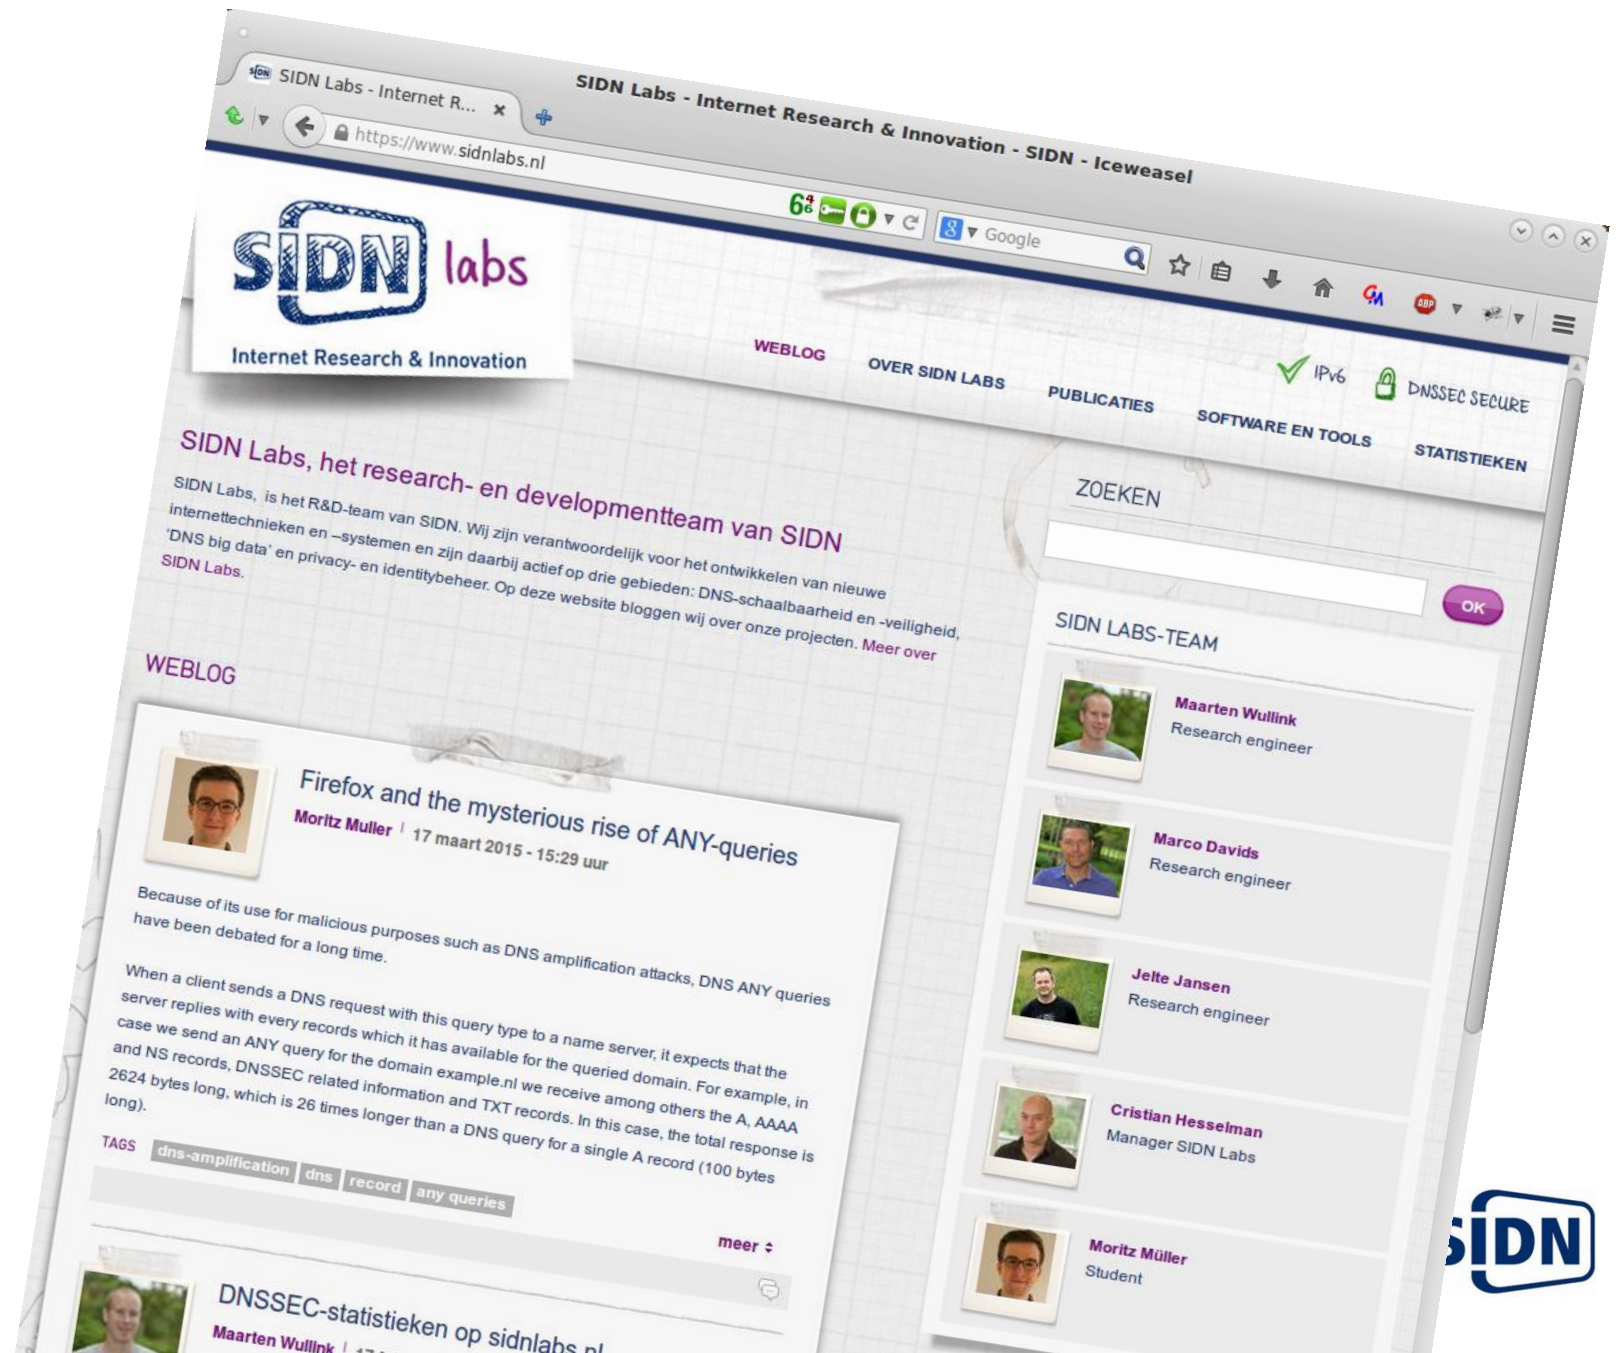 SIDN Labs - Internet Research & Innovation - SIDN - Iceweasel
SIDN Labs - Internet R...
https://www.sidnlabs.nl
Google
ABP
SIDN labs
Internet Research & Innovation
IPv6
DNSSEC SECURE
WEBLOG
OVER SIDN LABS
PUBLICATIES
SOFTWARE EN TOOLS
STATISTIEKEN
SIDN Labs, het research- en developmentteam van SIDN
SIDN Labs, is het R&D-team van SIDN. Wij zijn verantwoordelijk voor het ontwikkelen van nieuwe
internettechnieken en –systemen en zijn daarbij actief op drie gebieden: DNS-schaalbaarheid en -veiligheid,
‘DNS big data’ en privacy- en identitybeheer. Op deze website bloggen wij over onze projecten. Meer over
SIDN Labs.
WEBLOG
Firefox and the mysterious rise of ANY-queries
Moritz Muller | 17 maart 2015 - 15:29 uur
Because of its use for malicious purposes such as DNS amplification attacks, DNS ANY queries
have been debated for a long time.
When a client sends a DNS request with this query type to a name server, it expects that the
server replies with every records which it has available for the queried domain. For example, in
case we send an ANY query for the domain example.nl we receive among others the A, AAAA
and NS records, DNSSEC related information and TXT records. In this case, the total response is
2624 bytes long, which is 26 times longer than a DNS query for a single A record (100 bytes
long).
TAGS dns-amplification dns record any queries
meer
DNSSEC-statistieken op sidnlabs.nl
Maarten Wullink |
ZOEKEN
OK
SIDN LABS-TEAM
Maarten Wullink
Research engineer
Marco Davids
Research engineer
Jelte Jansen
Research engineer
Cristian Hesselman
Manager SIDN Labs
Moritz Müller
Student
SIDN